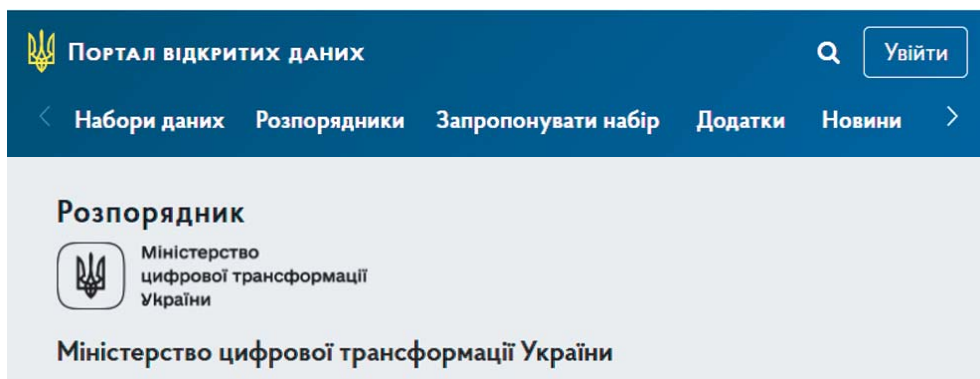 Портал відкритих даних
Увійти
Набори даних Розпорядники Запропонувати набір Додатки Новини
Розпорядник
Міністерство
цифрової трансформації
України
Міністерство цифрової трансформації України